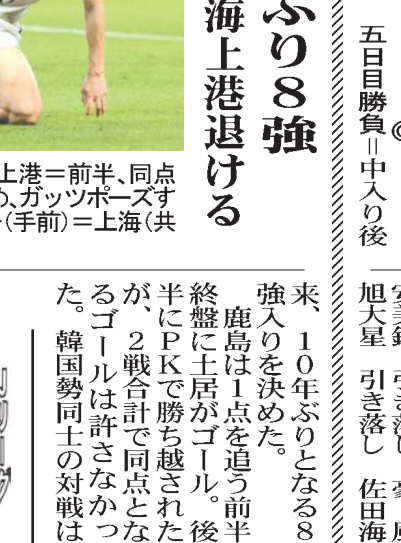 五日目勝負＝中入り後
旭大星　引き落し　佐田海
ぶり８強
海上港退ける
上港＝前半、同点
め、ガッツポーズす
(手前)＝上海(共
来、１０年ぶりとなる８
強入りを決めた。
鹿島は１点を追う前半
終盤に土居がゴール。後
半にＰＫで勝ち越された
が、２戦合計で同点とな
るゴールは許さなかっ
た。韓国勢同士の対戦は